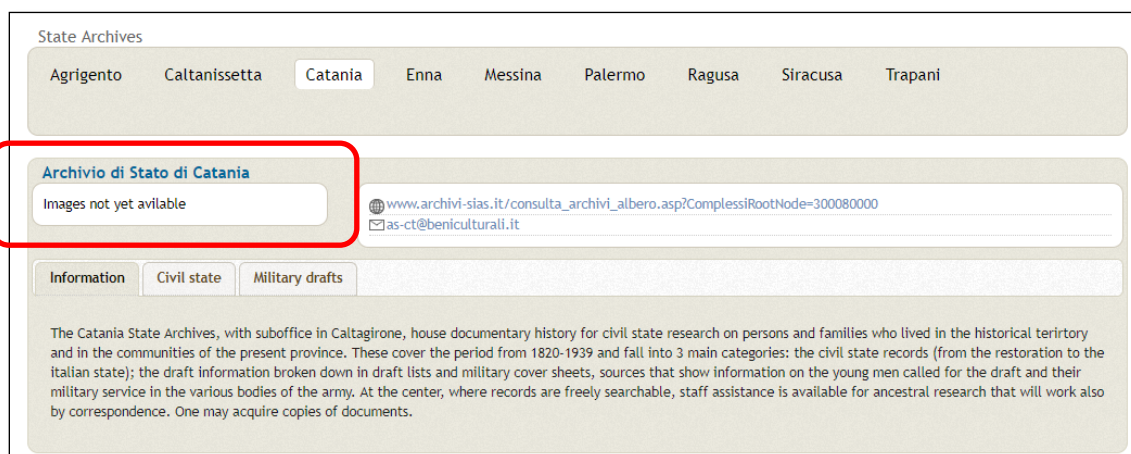 State Archives
Agrigento Caltanissetta Catania Enna Messina Palermo Ragusa Siracusa Trapani
Archivio di Stato di Catania
Images not yet avilable
www.archivi-sias.it/consulta_archivi_albero.asp?ComplessiRootNode=300080000
as-ct@beniculturali.it
Information Civil state Military drafts
The Catania State Archives, with suboffice in Caltagirone, house documentary history for civil state research on persons and families who lived in the historical terirtory
and in the communities of the present province. These cover the period from 1820-1939 and fall into 3 main categories: the civil state records (from the restoration to the
italian state); the draft information broken down in draft lists and military cover sheets, sources that show information on the young men called for the draft and their
military service in the various bodies of the army. At the center, where records are freely searchable, staff assistance is available for ancestral research that will work also
by correspondence. One may acquire copies of documents.